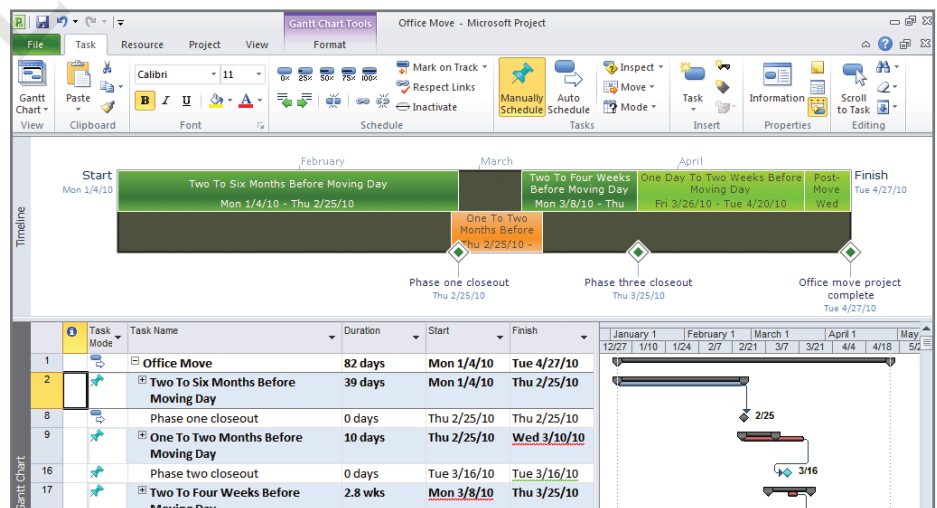 Gantt Chart Tools Office Move - Microsoft Project
File Task Resource Project View Format
Calibri 11 0x 25x 50x 75x 100x Mark on Track Inspect
Respect Links Move
B I U A Inactivate Mode
Gantt Chart Paste Manually Schedule Auto Schedule Task Information Scroll to Task
View Clipboard Font Schedule Tasks Insert Properties Editing
February March April
Start
Mon 1/4/10
Two To Six Months Before Moving Day
Mon 1/4/10 - Thu 2/25/10
Two To Four Weeks
Before Moving Day
Mon 3/8/10 - Thu
One Day To Two Weeks Before
Moving Day
Fri 3/26/10 - Tue 4/20/10
Post-
Move
Wed
Finish
Tue 4/27/10
One To Two
Months Before
Thu 2/25/10 -
Timeline
Phase one closeout
Thu 2/25/10
Phase three closeout
Thu 3/25/10
Office move project
complete
Tue 4/27/10
Task Mode Task Name Duration Start Finish
January 1 February 1 March 1 April 1 May
12/27 1/10 1/24 2/7 2/21 3/7 3/21 4/4 4/18 5/2
1 Office Move 82 days Mon 1/4/10 Tue 4/27/10
2 Two To Six Months Before 39 days Mon 1/4/10 Thu 2/25/10
Moving Day
8 Phase one closeout 0 days Thu 2/25/10 Thu 2/25/10 2/25
9 One To Two Months Before 10 days Thu 2/25/10 Wed 3/10/10
Moving Day
16 Phase two closeout 0 days Tue 3/16/10 Tue 3/16/10 3/16
17 Two To Four Weeks Before 2.8 wks Mon 3/8/10 Thu 3/25/10
Moving Day
Gantt Chart